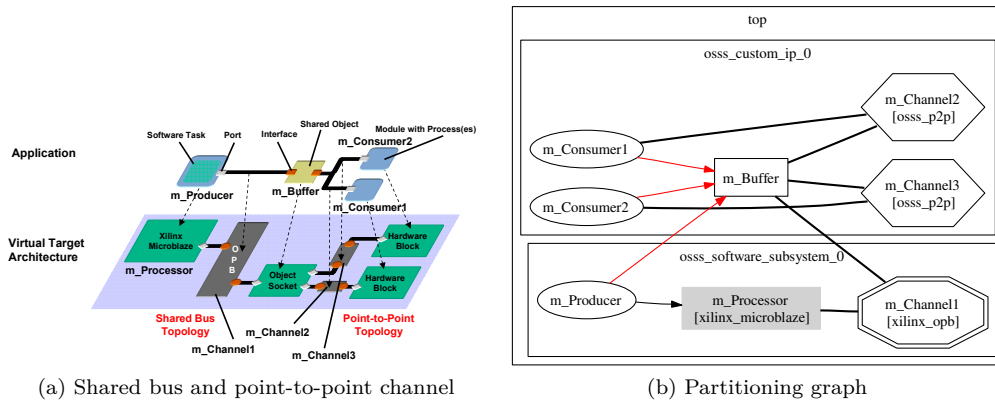 Application
Software Task
Port
Interface
Shared Object
Module with Process(es)
m_Consumer2
m_Producer
m_Buffer
m_Consumer1
Virtual Target
Architecture
Xilinx
Microblaze
m_Processor
O
P
B
Object
Socket
Hardware
Block
Hardware
Block
Shared Bus
Topology
m_Channel1
m_Channel2
m_Channel3
Point-to-Point
Topology
(a) Shared bus and point-to-point channel
top
osss_custom_ip_0
m_Channel2
[osss_p2p]
m_Consumer1
m_Buffer
m_Consumer2
m_Channel3
[osss_p2p]
osss_software_subsystem_0
m_Producer
m_Processor
[xilinx_microblaze]
m_Channel1
[xilinx_opb]
(b) Partitioning graph